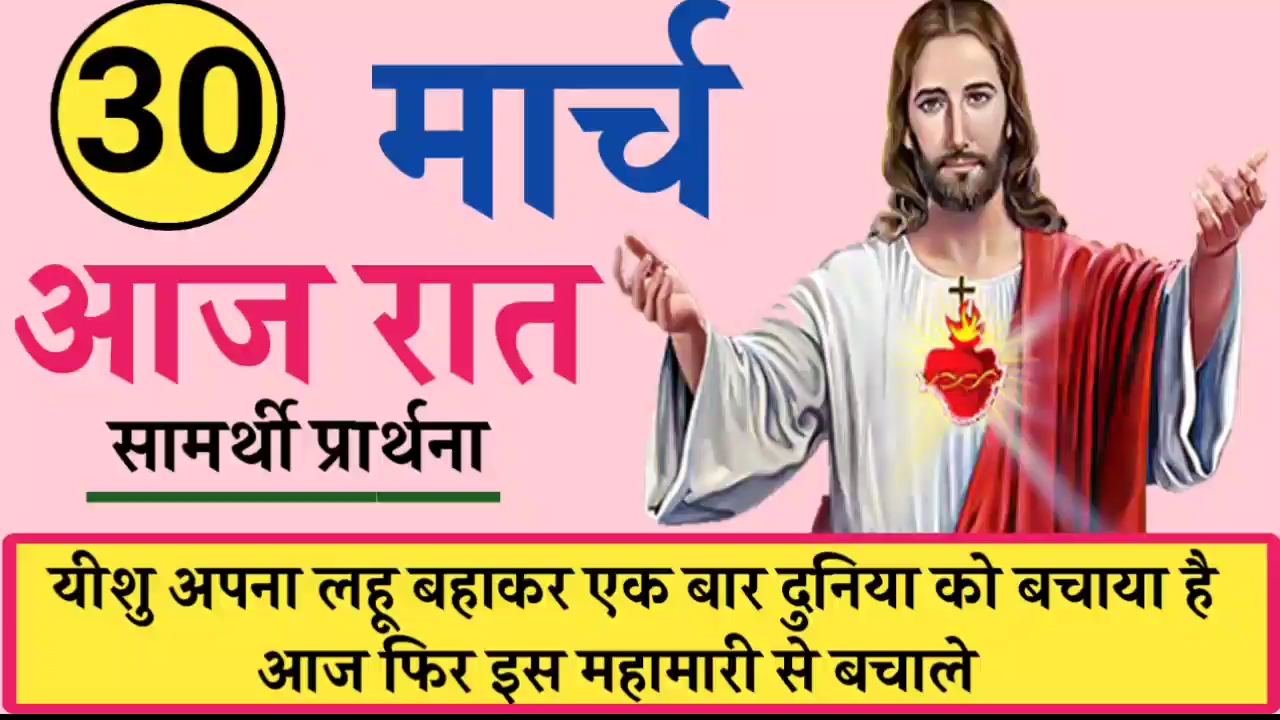 30 मार्च
आज रात
सामर्थी प्रार्थना
यीशु अपना लहू बहाकर एक बार दुनिया को बचाया है
आज फिर इस महामारी से बचाले